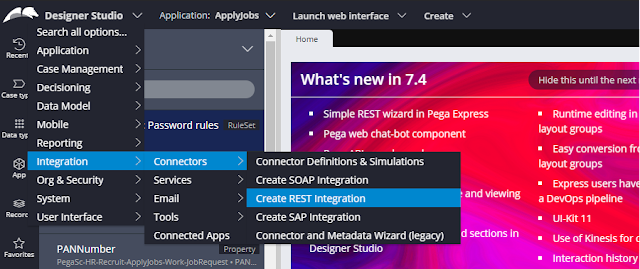 Designer Studio
Application: ApplyJobs
Launch web interface
Create
Search all options...
Home
Recent
Application
Case Management
Decisioning
What's new in 7.4
Hide this until the next
Case type
Data Model
Simple REST wizard in Pega Express
Runtime editing in
Data types
Mobile
Password rules
RuleSet
layout groups
Reporting
Pega web chat-bot component
Easy conversion from
Integration
Connectors
Connector Definitions & Simulations
layout groups
App
Org & Security
Services
Create SOAP Integration
Express users have
System
Email
Create REST Integration
and viewing
a DevOps pipeline
Records
User Interface
Tools
Create SAP Integration
UI-Kit 11
Connected Apps
Connector and Metadata Wizard (legacy)
d sections in
Use of Kinesis for
Favorites
PANNumber
Property
Designer Studio
Interaction history
PegaSc-HR-Recruit-ApplyJobs-Work-JobRequest • PAN...